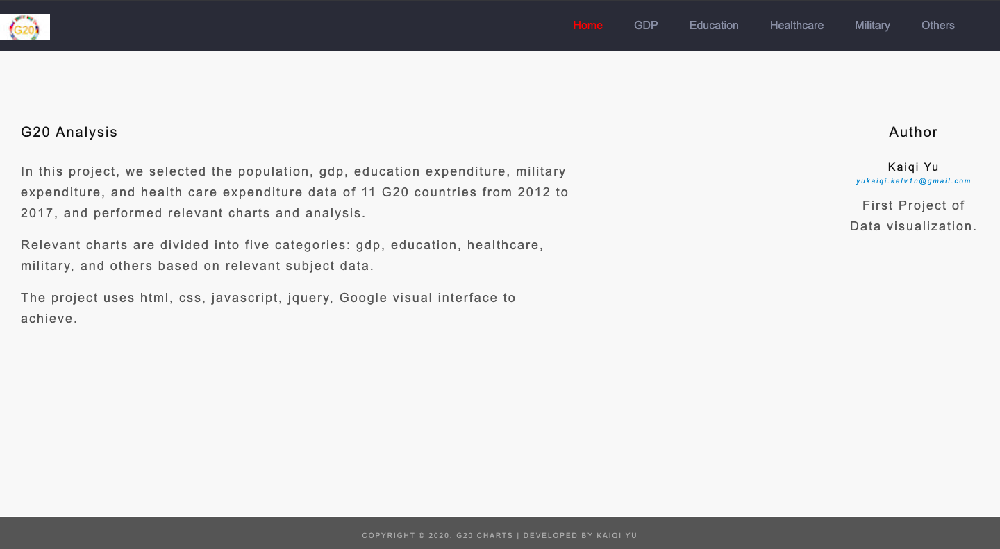 G20
Home
GDP
Education
Healthcare
Military
Others
G20 Analysis
In this project, we selected the population, gdp, education expenditure, military
expenditure, and health care expenditure data of 11 G20 countries from 2012 to
2017, and performed relevant charts and analysis.
Relevant charts are divided into five categories: gdp, education, healthcare,
military, and others based on relevant subject data.
The project uses html, css, javascript, jquery, Google visual interface to
achieve.
Author
Kaiqi Yu
yukaiqi.kelv1n@gmail.com
First Project of
Data visualization.
COPYRIGHT © 2020. G20 CHARTS | DEVELOPED BY KAIQI YU